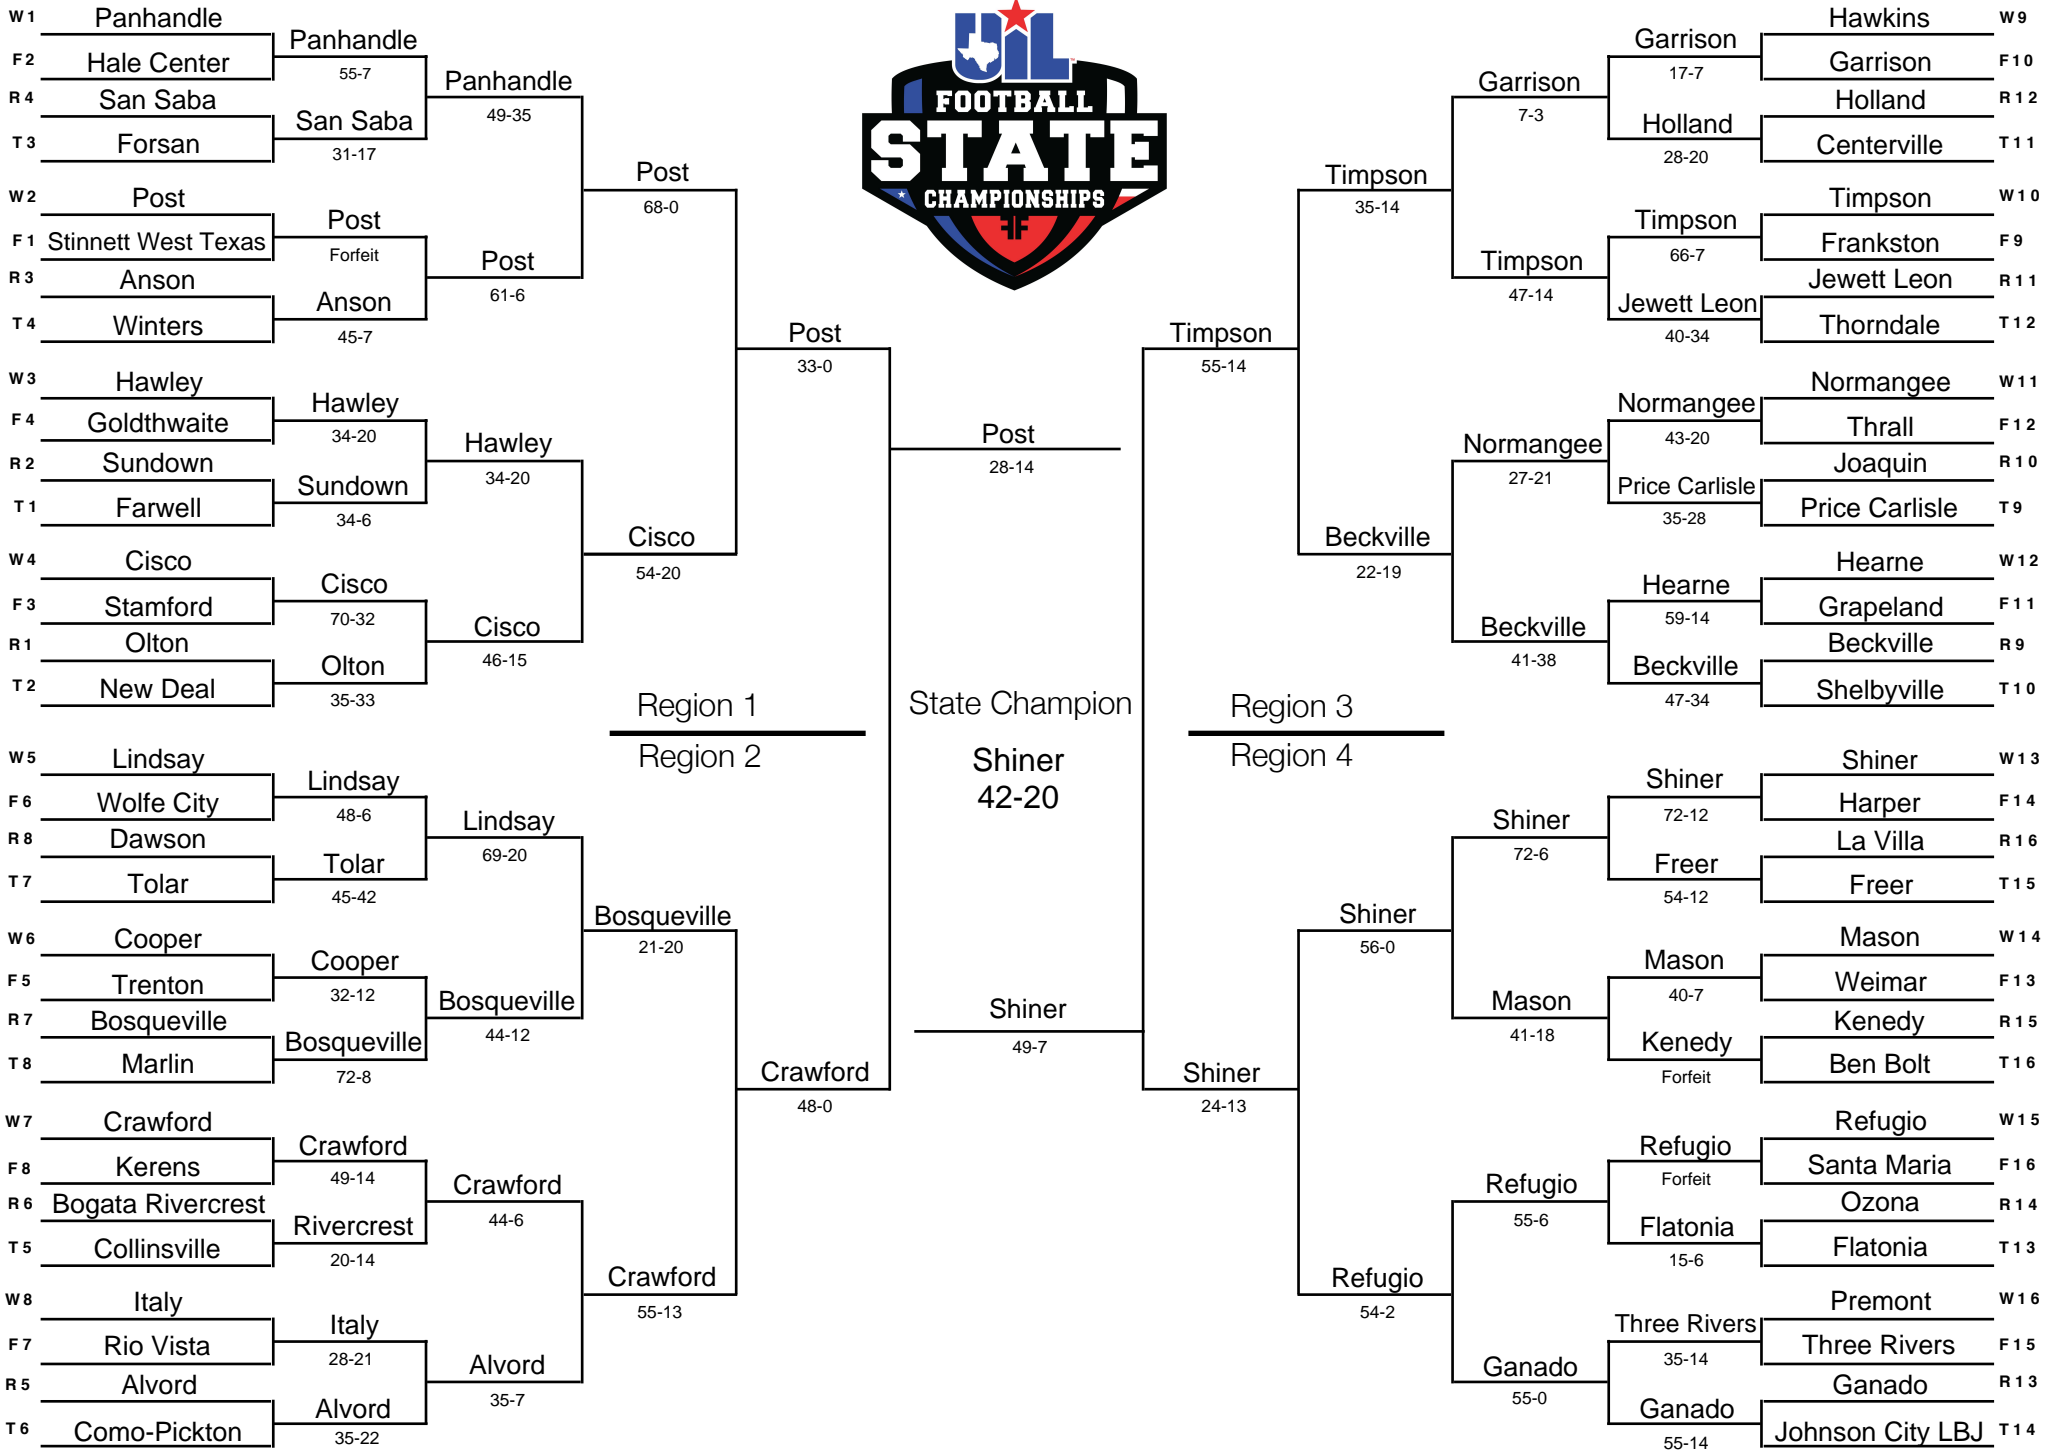 UIL
FOOTBALL
STATE
CHAMPIONSHIPS
W1 Panhandle
F2 Hale Center
R4 San Saba
T3 Forsan
W2 Post
F1 Stinnett West Texas
R3 Anson
T4 Winters
W3 Hawley
F4 Goldthwaite
R2 Sundown
T1 Farwell
W4 Cisco
F3 Stamford
R1 Olton
T2 New Deal
W5 Lindsay
F6 Wolfe City
R8 Dawson
T7 Tolar
W6 Cooper
F5 Trenton
R7 Bosqueville
T8 Marlin
W7 Crawford
F8 Kerens
R6 Bogata Rivercrest
T5 Collinsville
W8 Italy
F7 Rio Vista
R5 Alvord
T6 Como-Pickton
Panhandle
55-7
San Saba
31-17
Post
Forfeit
Anson
45-7
Hawley
34-20
Sundown
34-6
Cisco
70-32
Olton
35-33
Lindsay
48-6
Tolar
45-42
Cooper
32-12
Bosqueville
72-8
Crawford
49-14
Rivercrest
20-14
Italy
28-21
Alvord
35-22
Panhandle
49-35
Post
61-6
Hawley
34-20
Cisco
46-15
Lindsay
69-20
Bosqueville
44-12
Crawford
44-6
Alvord
35-7
Post
68-0
Cisco
54-20
Bosqueville
21-20
Crawford
55-13
Post
33-0
Crawford
48-0
Region 1
Region 2
Post
28-14
State Champion
Shiner
42-20
Shiner
49-7
Region 3
Region 4
Timpson
55-14
Shiner
24-13
Timpson
35-14
Beckville
22-19
Shiner
56-0
Refugio
54-2
Garrison
7-3
Timpson
47-14
Normangee
27-21
Beckville
41-38
Shiner
72-6
Mason
41-18
Refugio
55-6
Ganado
55-0
Garrison
17-7
Holland
28-20
Timpson
66-7
Jewett Leon
40-34
Normangee
43-20
Price Carlisle
35-28
Hearne
59-14
Beckville
47-34
Shiner
72-12
Freer
54-12
Mason
40-7
Kenedy
Forfeit
Refugio
Forfeit
Flatonia
15-6
Three Rivers
35-14
Ganado
55-14
Hawkins W9
Garrison F10
Holland R12
Centerville T11
Timpson W10
Frankston F9
Jewett Leon R11
Thorndale T12
Normangee W11
Thrall F12
Joaquin R10
Price Carlisle T9
Hearne W12
Grapeland F11
Beckville R9
Shelbyville T10
Shiner W13
Harper F14
La Villa R16
Freer T15
Mason W14
Weimar F13
Kenedy R15
Ben Bolt T16
Refugio W15
Santa Maria F16
Ozona R14
Flatonia T13
Premont W16
Three Rivers F15
Ganado R13
Johnson City LBJ T14